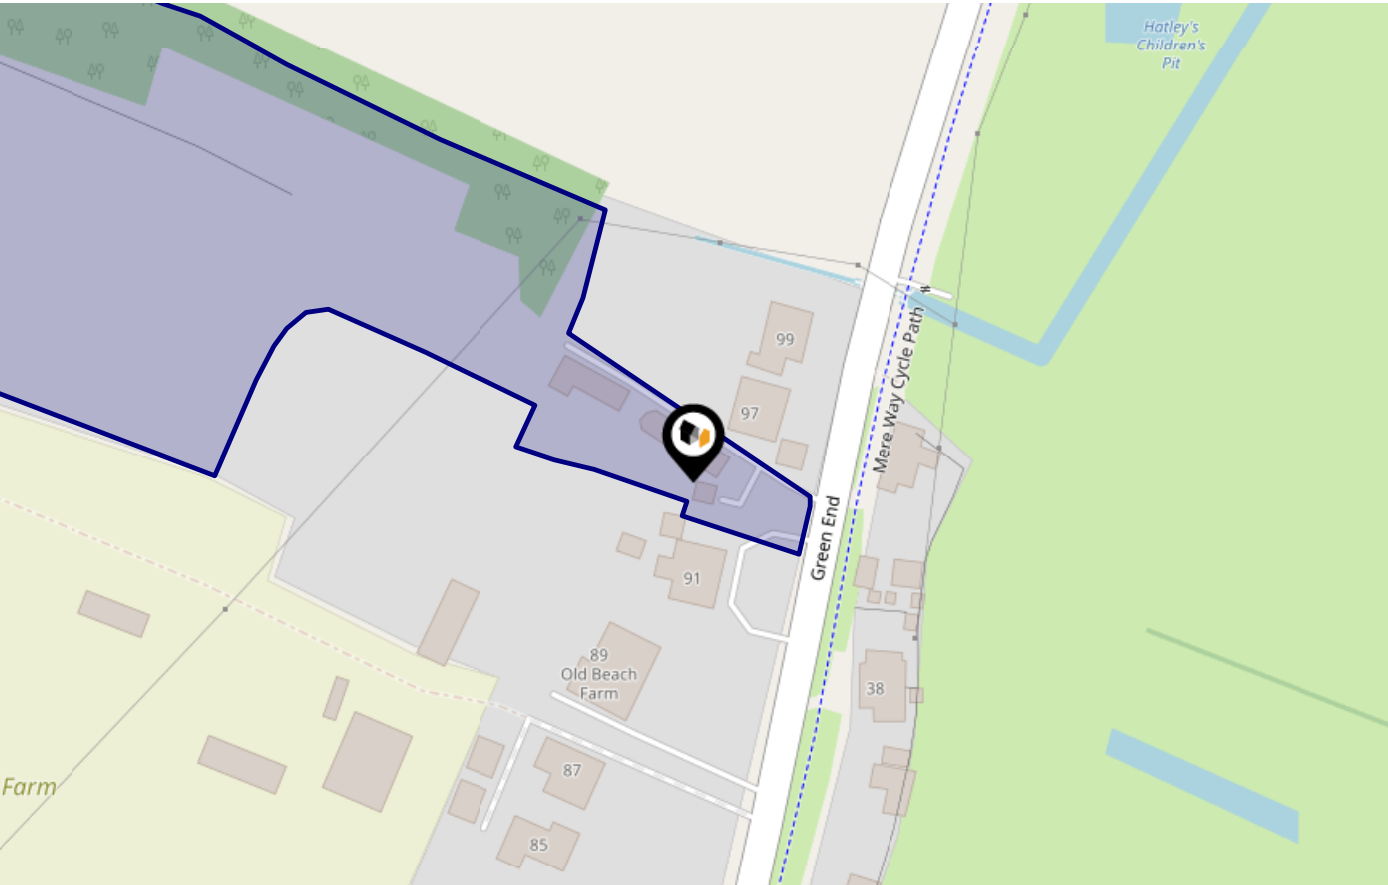 Hatley's
Children's
Pit
99
97
Mere Way Cycle Path
Green End
91
89
Old Beach
Farm
38
87
Farm
85